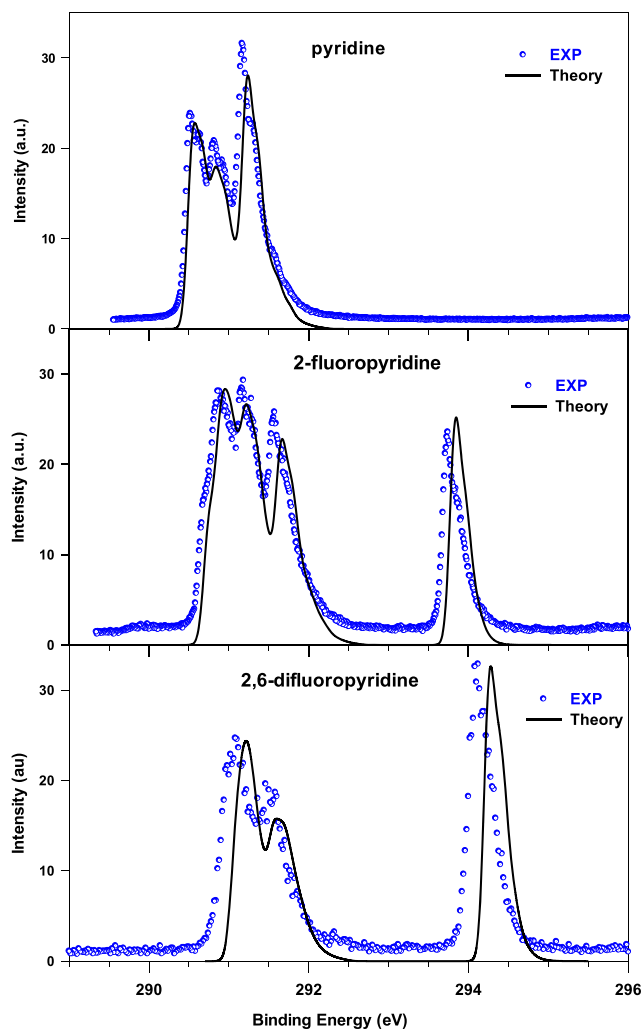 pyridine
EXP
Theory
30
20
10
0
Intensity (a.u.)
2-fluoropyridine
EXP
Theory
30
20
10
0
Intensity (a.u.)
2,6-difluoropyridine
EXP
Theory
30
20
10
0
Intensity (au)
290 292 294 296
Binding Energy (eV)